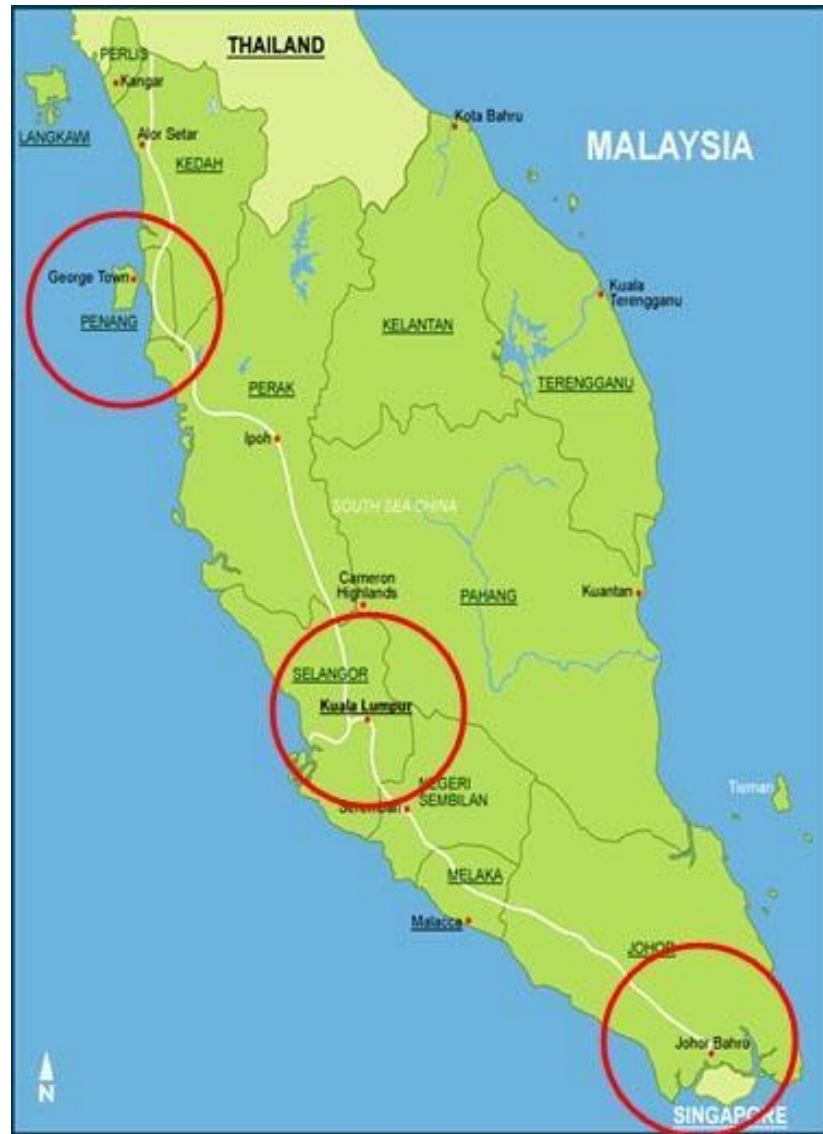 THAILAND
PERLIS
Kangar
LANGKAWI
Alor Setar
KEDAH
Kota Bahru
MALAYSIA
George Town
PENANG
Kuala
Terengganu
KELANTAN
TERENGGANU
PERAK
Ipoh
SOUTH SEA CHINA
Cameron
Highlands
PAHANG
Kuantan
SELANGOR
Kuala Lumpur
NEGERI
SEMBILAN
Seremban
Tioman
MELAKA
Malacca
JOHOR
Johor Bahru
SINGAPORE
N